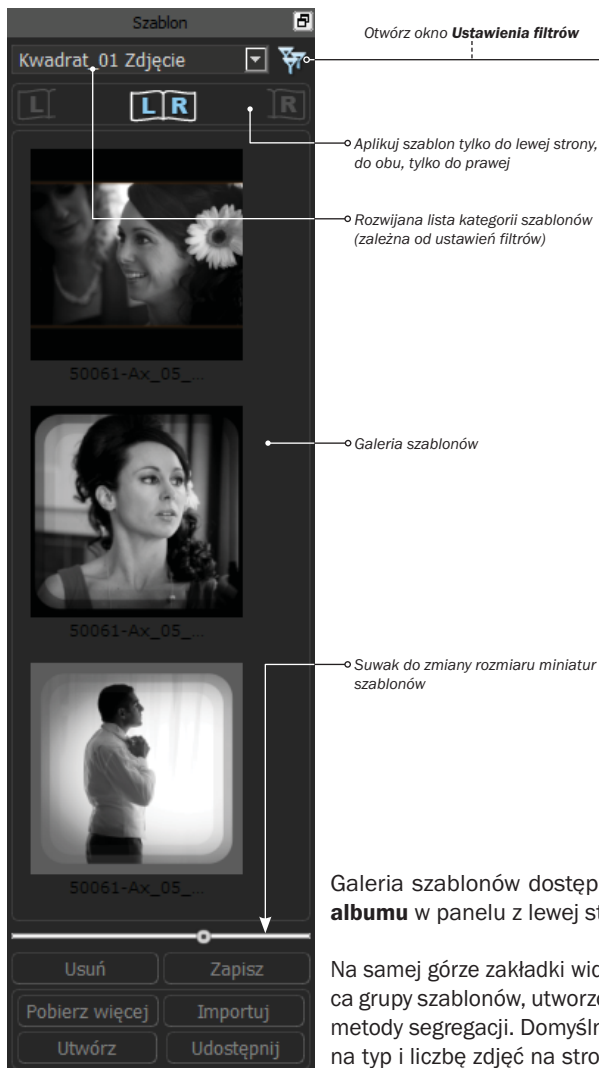 Szablon
Otwórz okno Ustawienia filtrów
Kwadrat_01 Zdjęcie
L
L R
R
Aplikuj szablon tylko do lewej strony,
do obu, tylko do prawej
Rozwijana lista kategorii szablonów
(zależna od ustawień filtrów)
50061-Ax_05_...
Galeria szablonów
50061-Ax_05_...
Suwak do zmiany rozmiaru miniatur
szablonów
50061-Ax_05_...
Usuń
Zapisz
Pobierz więcej
Importuj
Utwórz
Udostępnij
Galeria szablonów dostęp
albumu w panelu z lewej st
Na samej górze zakładki wid
ca grupy szablonów, utworzo
metody segregacji. Domyśln
na typ i liczbę zdjęć na stro